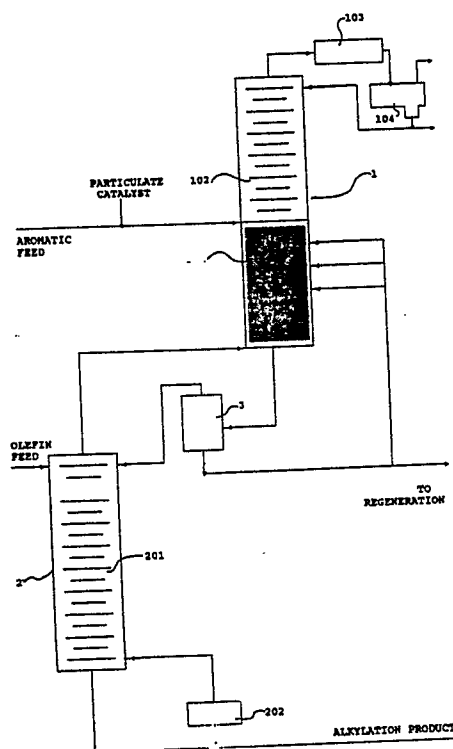 103
104
102
1
PARTICULATE
CATALYST
AROMATIC
FEED
3
OLEFIN
FEED
TO
REGENERATION
201
2
202
ALKYLATION PRODUCT